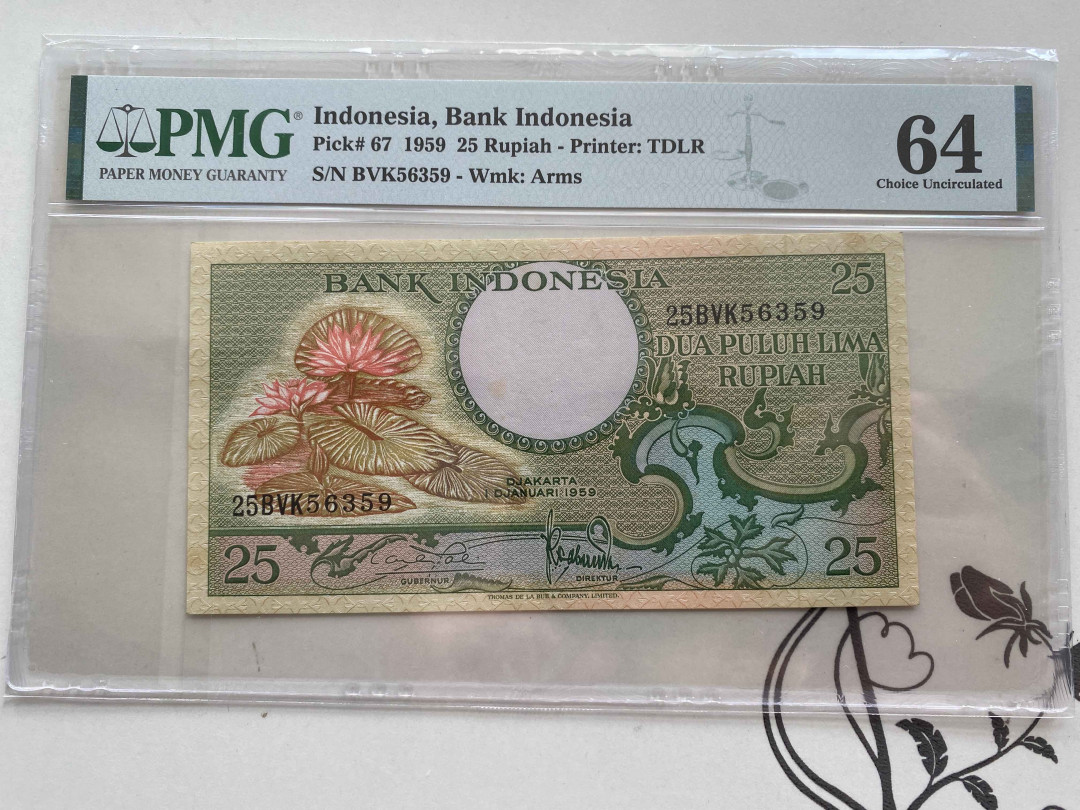 PMG®
PAPER MONEY GUARANTY
Indonesia, Bank Indonesia
Pick# 67 1959 25 Rupiah - Printer: TDLR
S/N BVK56359 - Wmk: Arms
64
Choice Uncirculated
BANK INDONESIA
25
25BVK56359
DUA PULUH LIMA
RUPIAH
DJAKARTA
1 DJANUARI 1959
25BVK56359
25
GUBERNUR
DIREKTUR
25
THOMAS DE LA RUE & COMPANY, LIMITED.